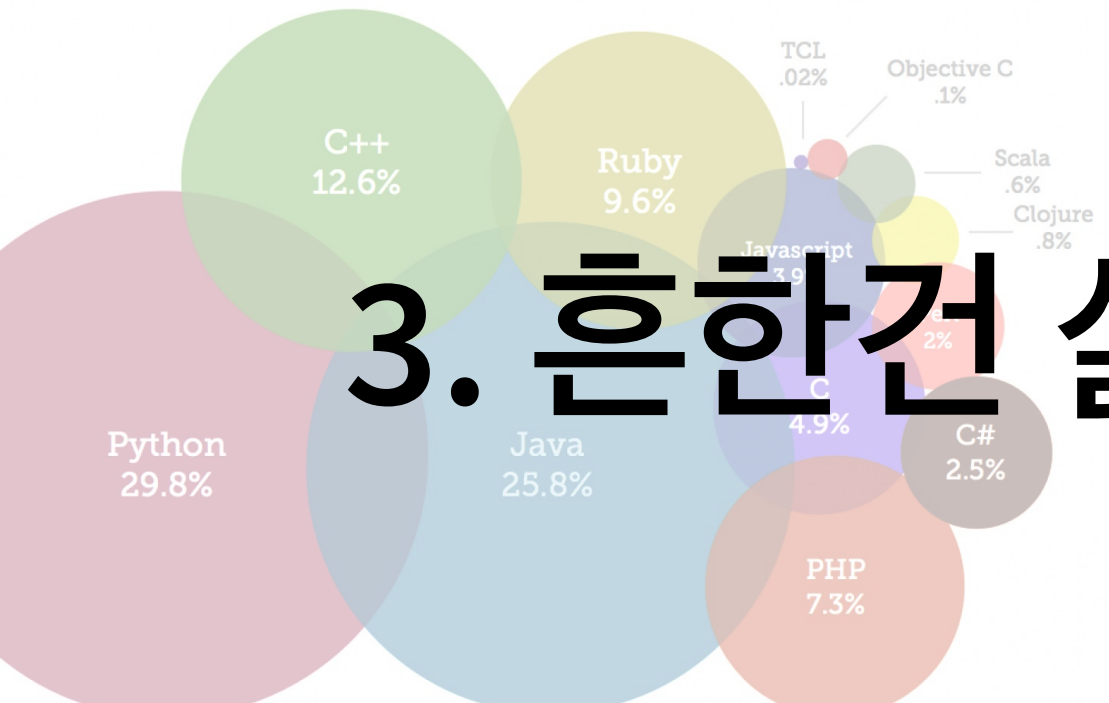 TCL
.02%
Objective C
.1%
C++
12.6%
Ruby
9.6%
Scala
.6%
Clojure
.8%
Javascript
3. 흔한건
2%
C
4.9%
Python
29.8%
Java
25.8%
C#
2.5%
PHP
7.3%